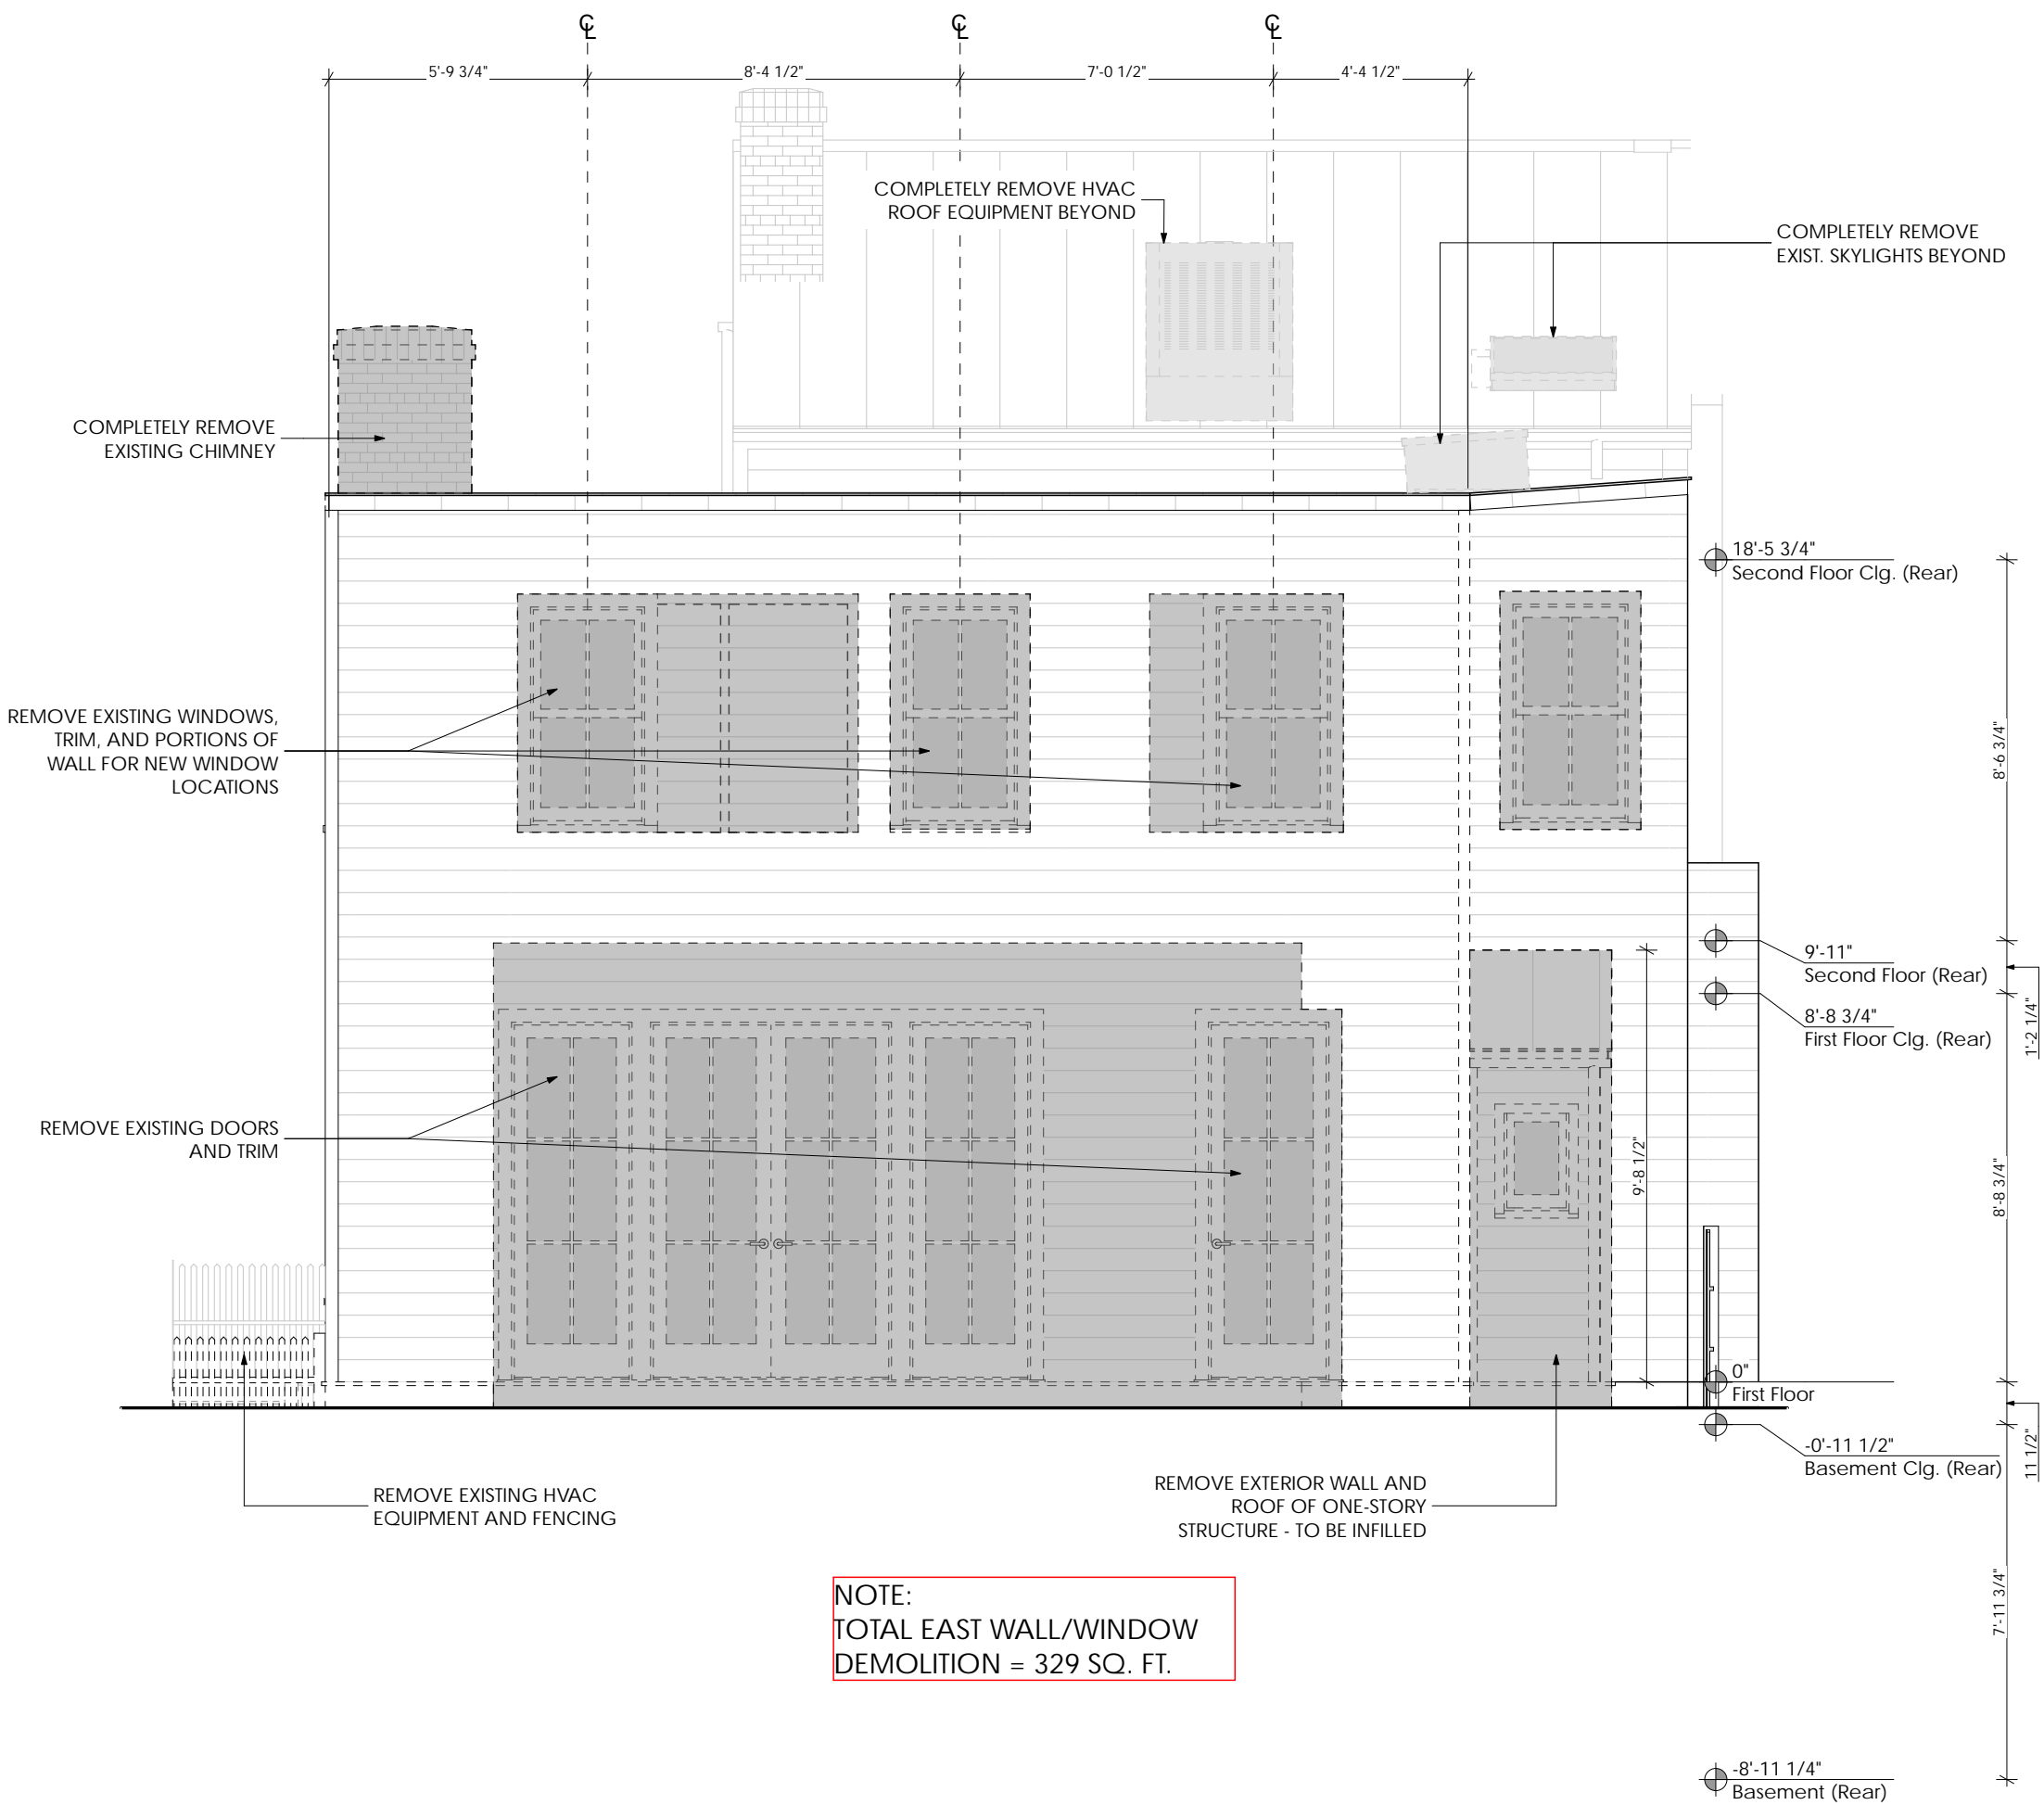 ℄ ℄ ℄
5'-9 3/4" 8'-4 1/2" 7'-0 1/2" 4'-4 1/2"
COMPLETELY REMOVE HVAC
ROOF EQUIPMENT BEYOND
COMPLETELY REMOVE
EXIST. SKYLIGHTS BEYOND
COMPLETELY REMOVE
EXISTING CHIMNEY
18'-5 3/4"
Second Floor Clg. (Rear)
REMOVE EXISTING WINDOWS,
TRIM, AND PORTIONS OF
WALL FOR NEW WINDOW
LOCATIONS
8'-6 3/4"
9'-11"
Second Floor (Rear)
8'-8 3/4"
First Floor Clg. (Rear)
1'-2 1/4"
REMOVE EXISTING DOORS
AND TRIM
9'-8 1/2"
8'-8 3/4"
0"
First Floor
-0'-11 1/2"
Basement Clg. (Rear)
11 1/2"
REMOVE EXISTING HVAC
EQUIPMENT AND FENCING
REMOVE EXTERIOR WALL AND
ROOF OF ONE-STORY
STRUCTURE - TO BE INFILLED
7'-11 3/4"
NOTE:
TOTAL EAST WALL/WINDOW
DEMOLITION = 329 SQ. FT.
-8'-11 1/4"
Basement (Rear)